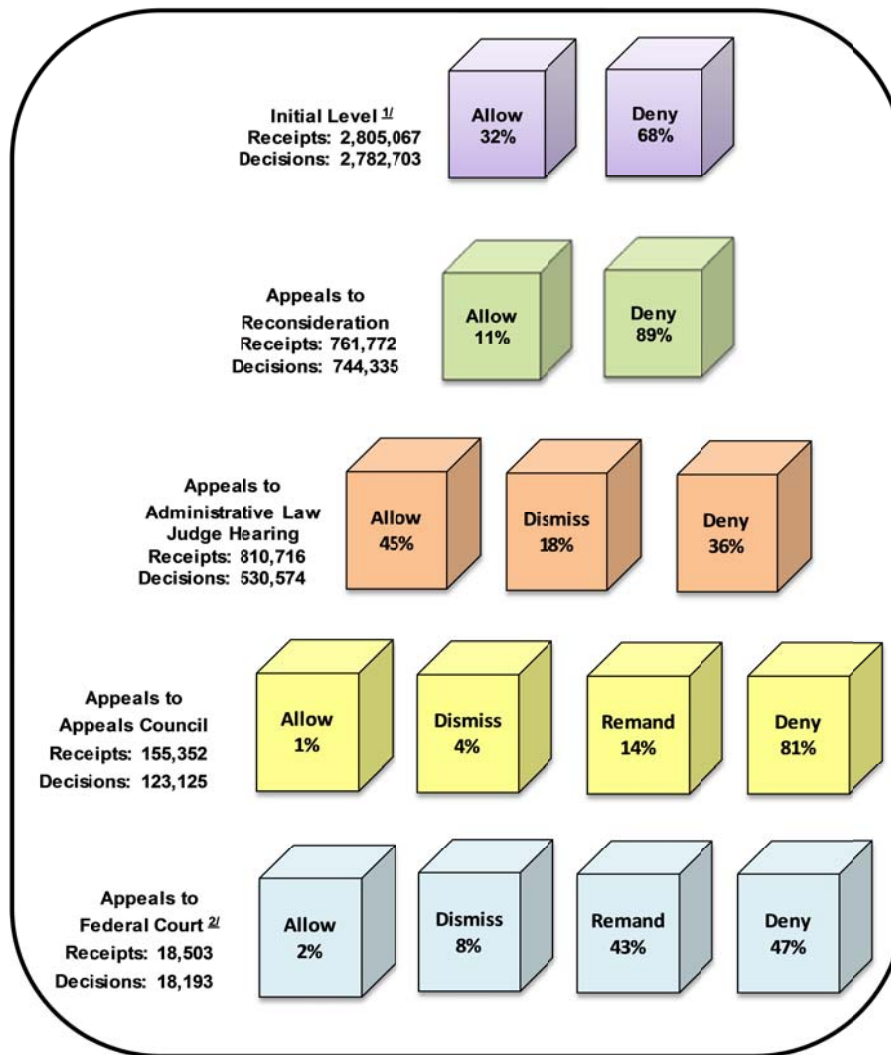 Initial Level 1/
Receipts: 2,805,067
Decisions: 2,782,703
Allow
32%
Deny
68%
Appeals to
Reconsideration
Receipts: 761,772
Decisions: 744,335
Allow
11%
Deny
89%
Appeals to
Administrative Law
Judge Hearing
Receipts: 810,716
Decisions: 630,574
Allow
45%
Dismiss
18%
Deny
36%
Appeals to
Appeals Council
Receipts: 155,352
Decisions: 123,125
Allow
1%
Dismiss
4%
Remand
14%
Deny
81%
Appeals to
Federal Court 2/
Receipts: 18,503
Decisions: 18,193
Allow
2%
Dismiss
8%
Remand
43%
Deny
47%